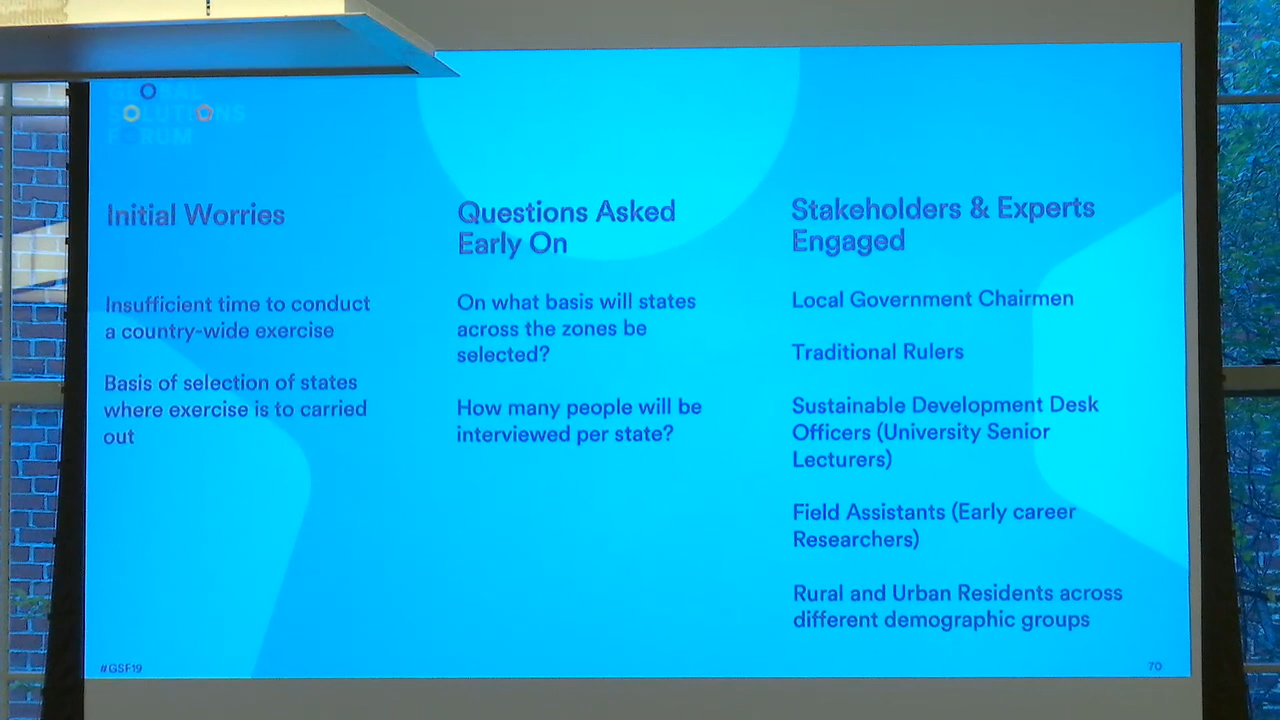 GLOBAL
SOLUTIONS
FORUM
Initial Worries
Insufficient time to conduct
a country-wide exercise
Basis of selection of states
where exercise is to carried
out
Questions Asked
Early On
On what basis will states
across the zones be
selected?
How many people will be
interviewed per state?
Stakeholders & Experts
Engaged
Local Government Chairmen
Traditional Rulers
Sustainable Development Desk
Officers (University Senior
Lecturers)
Field Assistants (Early career
Researchers)
Rural and Urban Residents across
different demographic groups
#GSF19
70